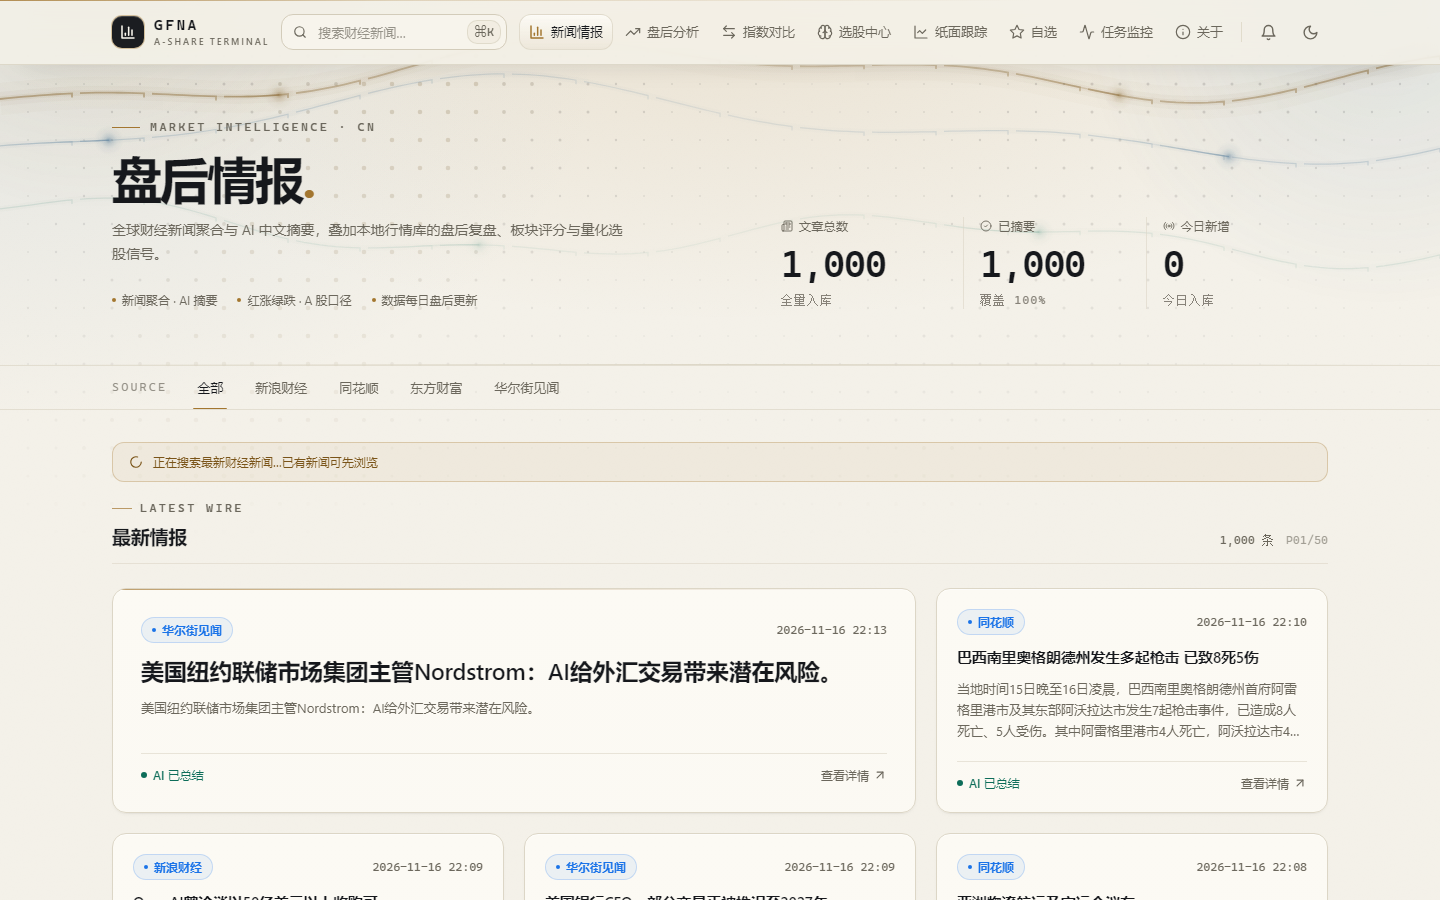 GFNA
A-SHARE TERMINAL
搜索财经新闻... ⌘K
新闻情报
盘后分析
指数对比
选股中心
纸面跟踪
自选
任务监控
关于
MARKET INTELLIGENCE · CN
盘后情报.
全球财经新闻聚合与 AI 中文摘要，叠加本地行情库的盘后复盘、板块评分与量化选
股信号。
新闻聚合 · AI 摘要
红涨绿跌 · A 股口径
数据每日盘后更新
文章总数
1,000
全量入库
已摘要
1,000
覆盖 100%
今日新增
0
今日入库
SOURCE 全部 新浪财经 同花顺 东方财富 华尔街见闻
正在搜索最新财经新闻...已有新闻可先浏览
LATEST WIRE
最新情报
1,000 条 P01/50
华尔街见闻 2026-11-16 22:13
美国纽约联储市场集团主管Nordstrom：AI给外汇交易带来潜在风险。
美国纽约联储市场集团主管Nordstrom：AI给外汇交易带来潜在风险。
AI 已总结 查看详情
同花顺 2026-11-16 22:10
巴西南里奥格朗德州发生多起枪击 已致8死5伤
当地时间15日晚至16日凌晨，巴西南里奥格朗德州首府阿雷
格里港市及其东部阿沃拉达市发生7起枪击事件，已造成8人
死亡、5人受伤。其中阿雷格里港市4人死亡，阿沃拉达市4...
AI 已总结 查看详情
新浪财经 2026-11-16 22:09
华尔街见闻 2026-11-16 22:09
同花顺 2026-11-16 22:08